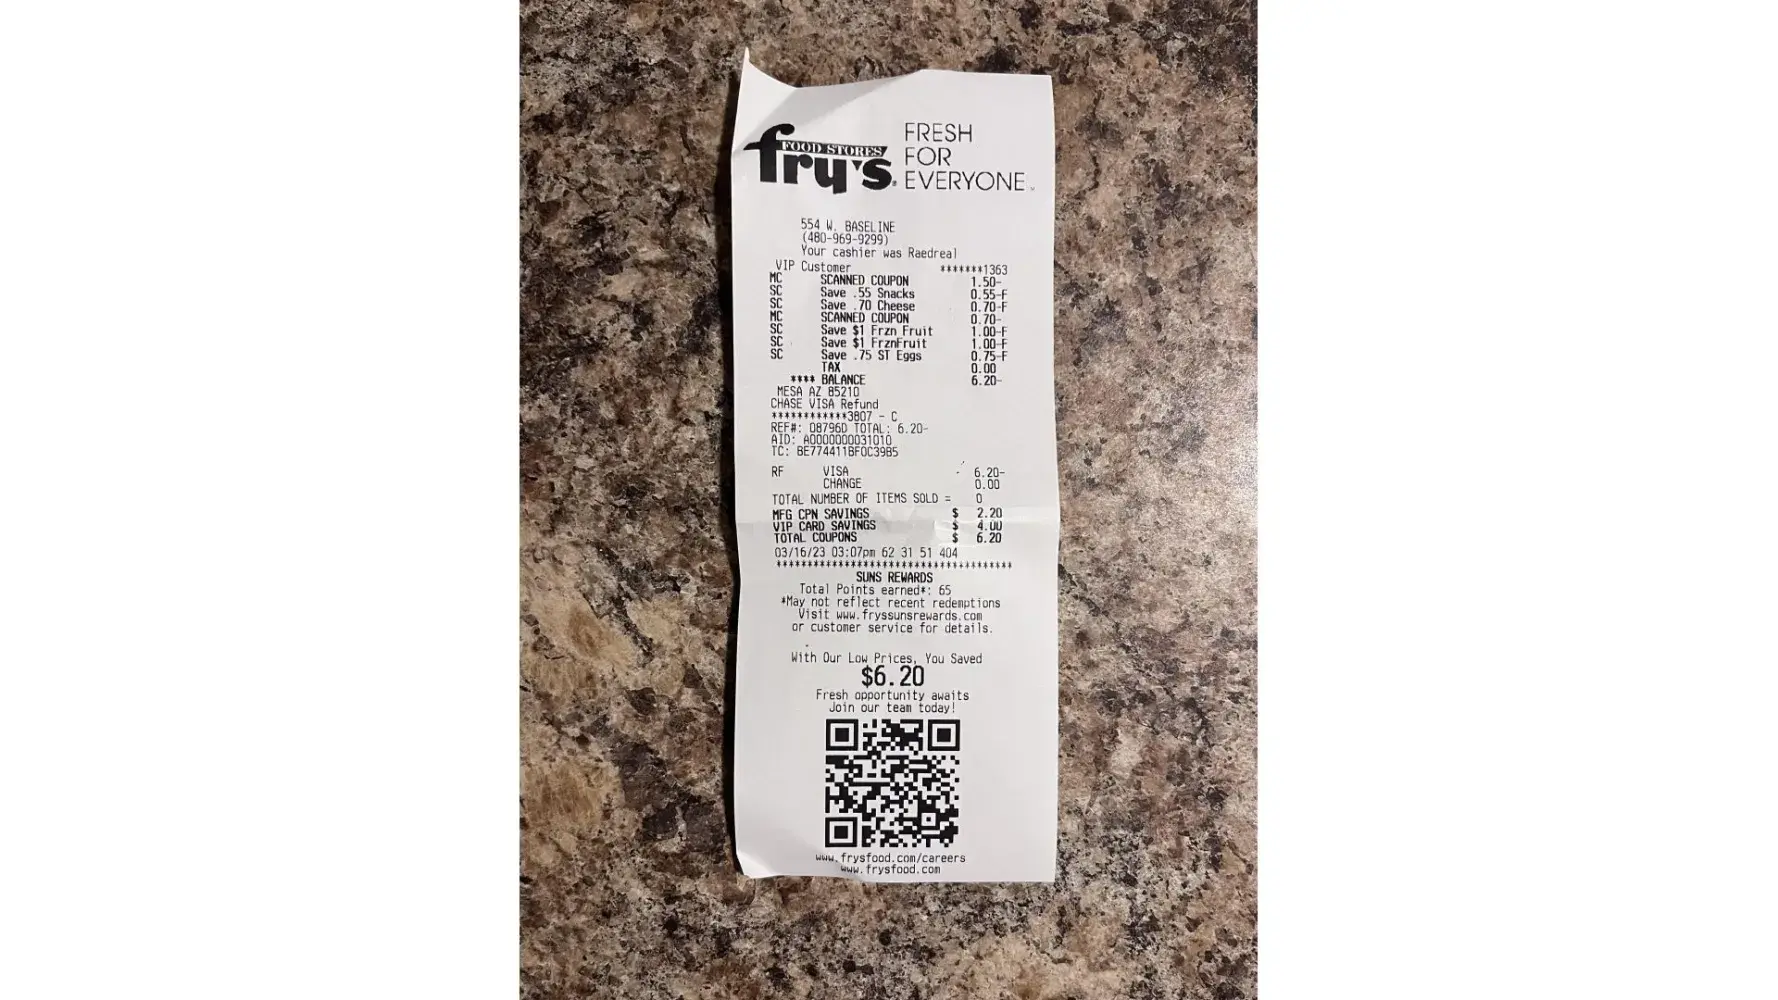 fry's FOOD STORES
FRESH
FOR
EVERYONE
554 W. BASELINE
(480-969-9299)
Your cashier was Raedreal
VIP Customer *******1363
MC SCANNED COUPON 1.50-
SC Save .55 Snacks 0.55-F
SC Save .70 Cheese 0.70-F
MC SCANNED COUPON 0.70-
SC Save $1 Frzn Fruit 1.00-F
SC Save $1 FrznFruit 1.00-F
SC Save .75 ST Eggs 0.75-F
TAX 0.00
**** BALANCE 6.20-
MESA AZ 85210
CHASE VISA Refund
************3807 - C
REF#: 08796D TOTAL: 6.20-
AID: A0000000031010
TC: BE774411BF0C39B5
RF VISA 6.20-
CHANGE 0.00
TOTAL NUMBER OF ITEMS SOLD = 0
MFG CPN SAVINGS $ 2.20
VIP CARD SAVINGS $ 4.00
TOTAL COUPONS $ 6.20
03/16/23 03:07pm 62 31 51 404
**************************************
SUNS REWARDS
Total Points earned*: 65
*May not reflect recent redemptions
Visit www.fryssunsrewards.com
or customer service for details.
With Our Low Prices, You Saved
$6.20
Fresh opportunity awaits
Join our team today!
www.frysfood.com/careers
www.frysfood.com